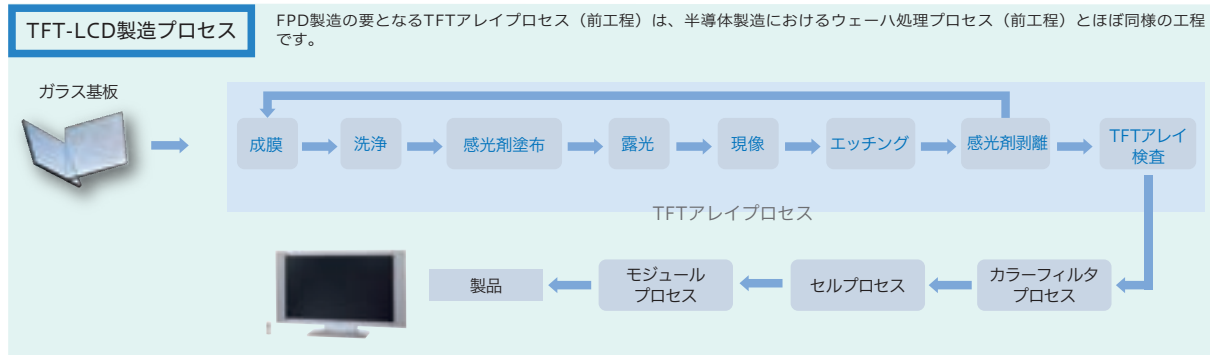 TFT-LCD製造プロセス
FPD製造の要となるTFTアレイプロセス（前工程）は、半導体製造におけるウェーハ処理プロセス（前工程）とほぼ同様の工程
です。
ガラス基板
成膜
洗浄
感光剤塗布
露光
現像
エッチング
感光剤剥離
TFTアレイ
検査
TFTアレイプロセス
製品
モジュール
プロセス
セルプロセス
カラーフィルタ
プロセス